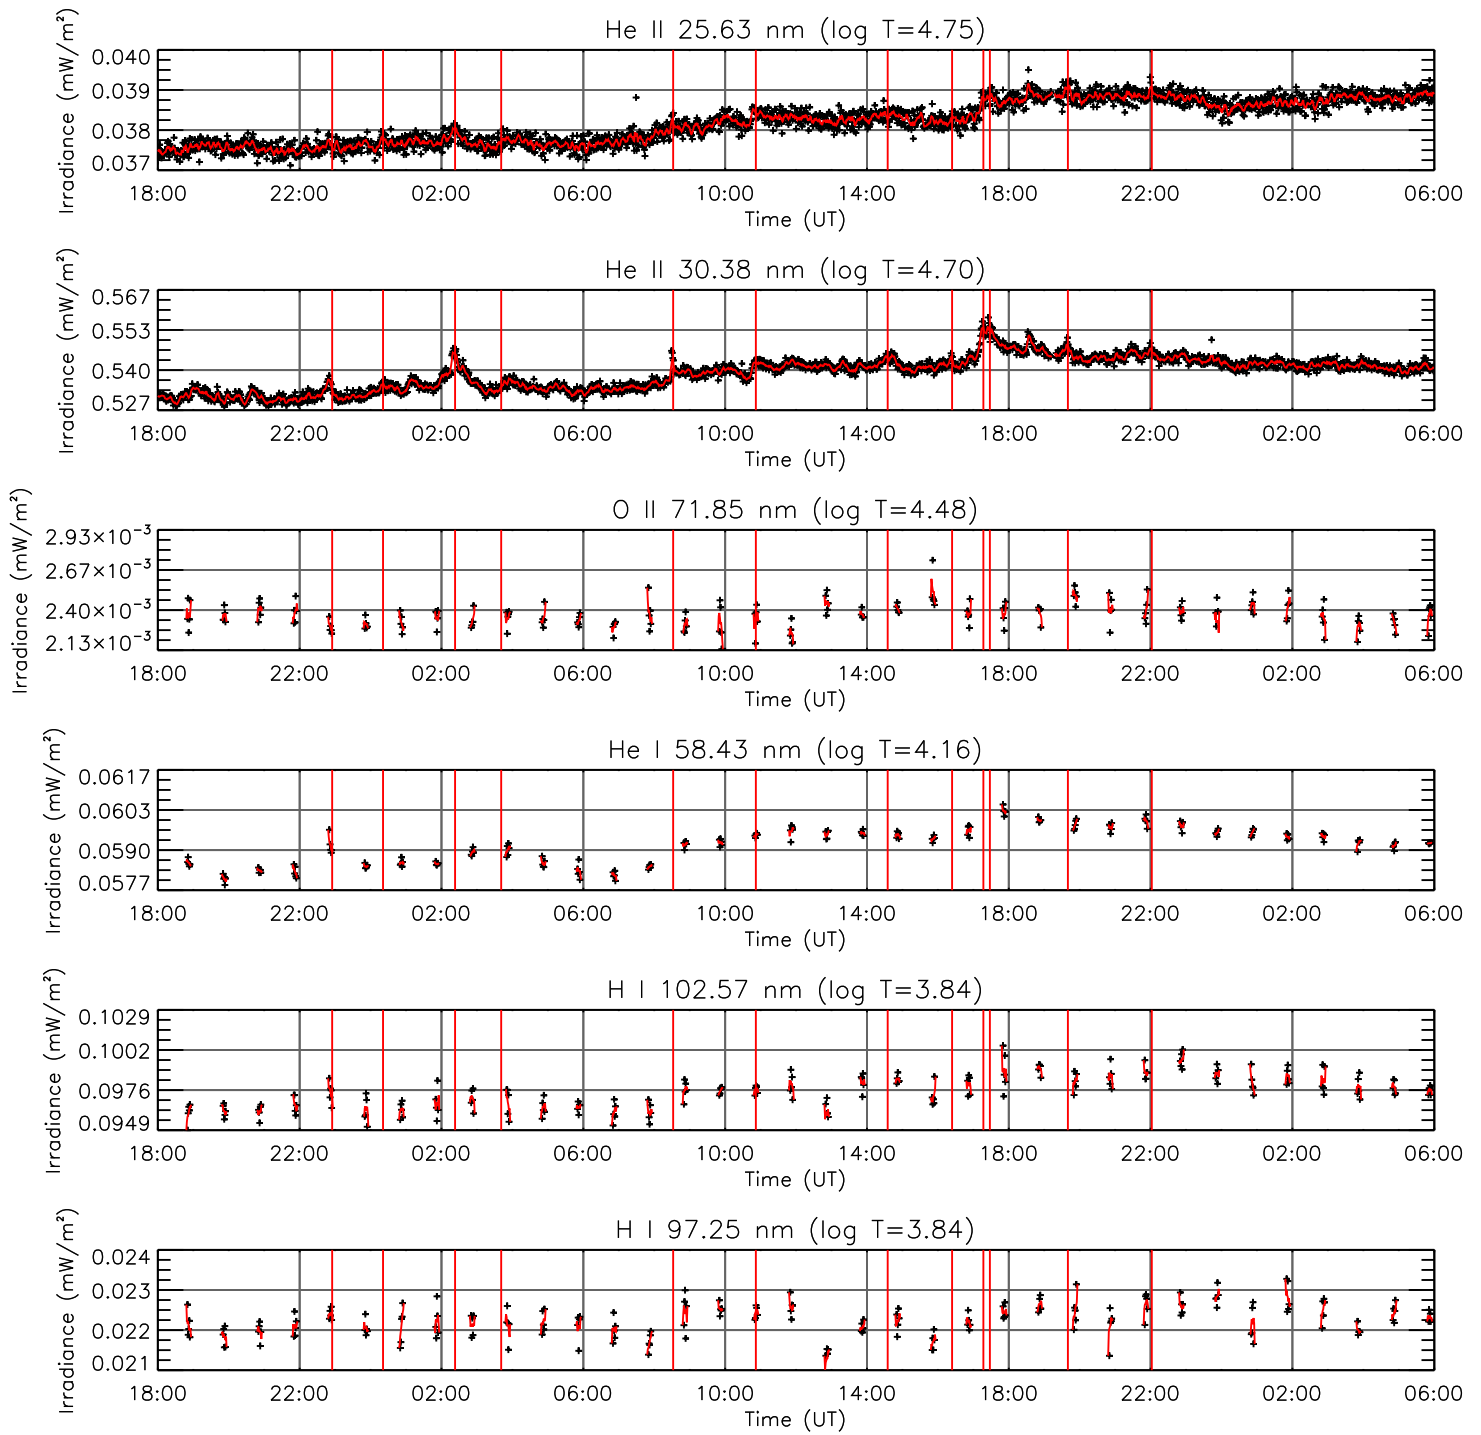 He II 25.63 nm (log T=4.75)
Irradiance (mW/m²)
0.040
0.039
0.038
0.037
18:00 22:00 02:00 06:00 10:00 14:00 18:00 22:00 02:00 06:00
Time (UT)
He II 30.38 nm (log T=4.70)
Irradiance (mW/m²)
0.567
0.553
0.540
0.527
18:00 22:00 02:00 06:00 10:00 14:00 18:00 22:00 02:00 06:00
Time (UT)
O II 71.85 nm (log T=4.48)
Irradiance (mW/m²)
2.93×10⁻³
2.67×10⁻³
2.40×10⁻³
2.13×10⁻³
18:00 22:00 02:00 06:00 10:00 14:00 18:00 22:00 02:00 06:00
Time (UT)
He I 58.43 nm (log T=4.16)
Irradiance (mW/m²)
0.0617
0.0603
0.0590
0.0577
18:00 22:00 02:00 06:00 10:00 14:00 18:00 22:00 02:00 06:00
Time (UT)
H I 102.57 nm (log T=3.84)
Irradiance (mW/m²)
0.1029
0.1002
0.0976
0.0949
18:00 22:00 02:00 06:00 10:00 14:00 18:00 22:00 02:00 06:00
Time (UT)
H I 97.25 nm (log T=3.84)
Irradiance (mW/m²)
0.024
0.023
0.022
0.021
18:00 22:00 02:00 06:00 10:00 14:00 18:00 22:00 02:00 06:00
Time (UT)